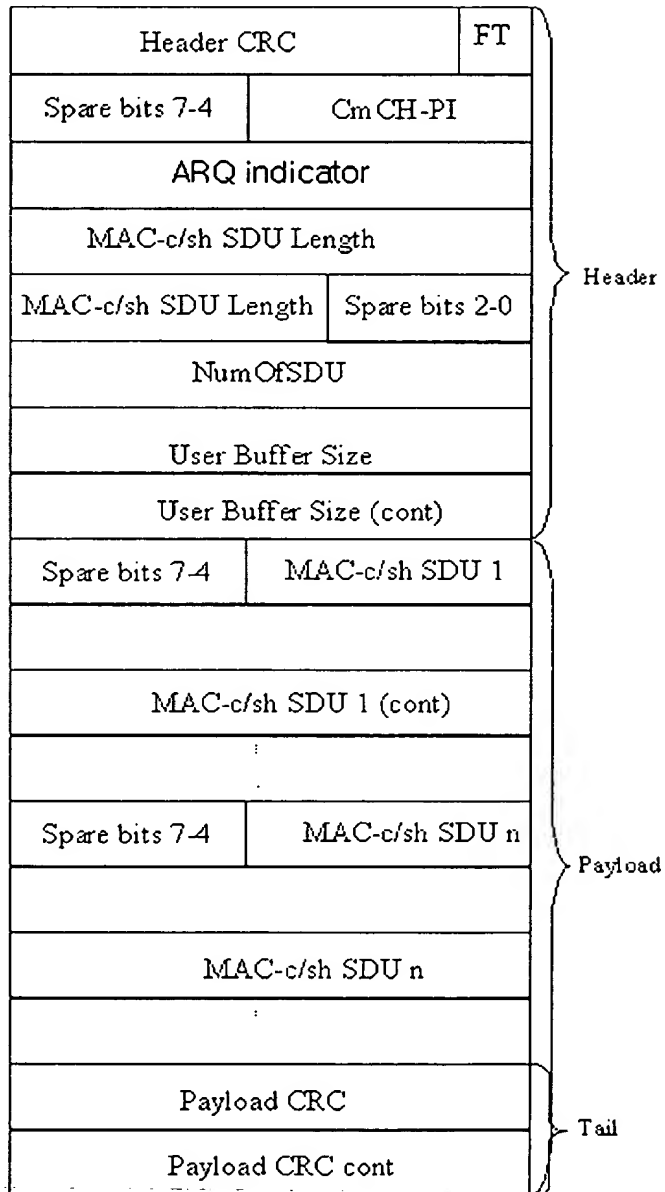 Header CRC FT
Spare bits 7-4 CmCH-PI
ARQ indicator
MAC-c/sh SDU Length
MAC-c/sh SDU Length Spare bits 2-0
Header
NumOfSDU
User Buffer Size
User Buffer Size (cont)
Spare bits 7-4 MAC-c/sh SDU 1
MAC-c/sh SDU 1 (cont)
Spare bits 7-4 MAC-c/sh SDU n
Payload
MAC-c/sh SDU n
Payload CRC
Tail
Payload CRC cont